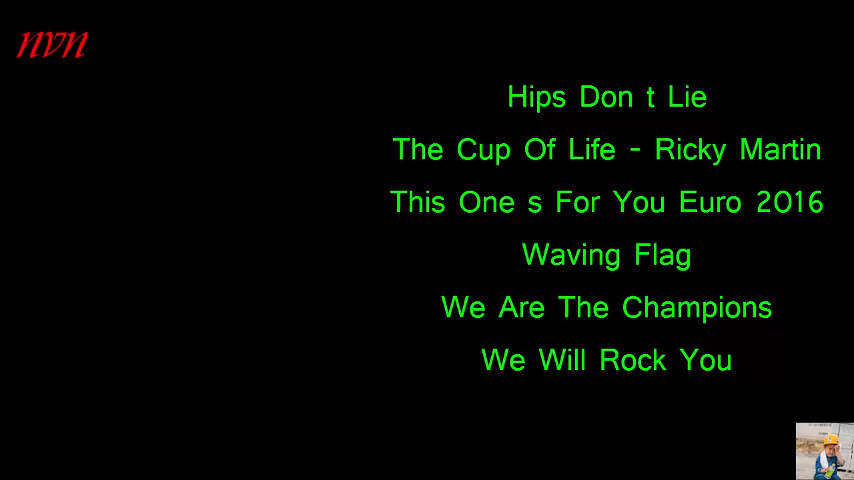 nvn
Hips Don t Lie
The Cup Of Life - Ricky Martin
This One s For You Euro 2016
Waving Flag
We Are The Champions
We Will Rock You